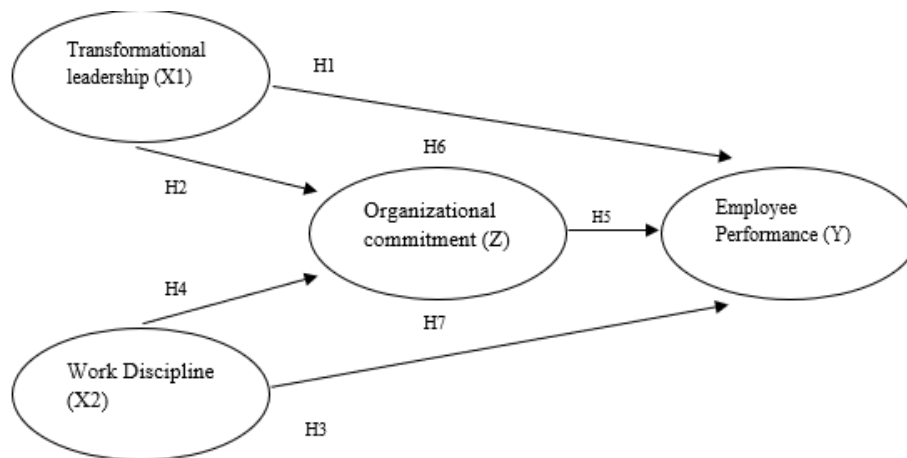 Transformational
leadership (X1)
H1
H6
H2
Organizational
commitment (Z)
H5
Employee
Performance (Y)
H4
H7
Work Discipline
(X2)
H3